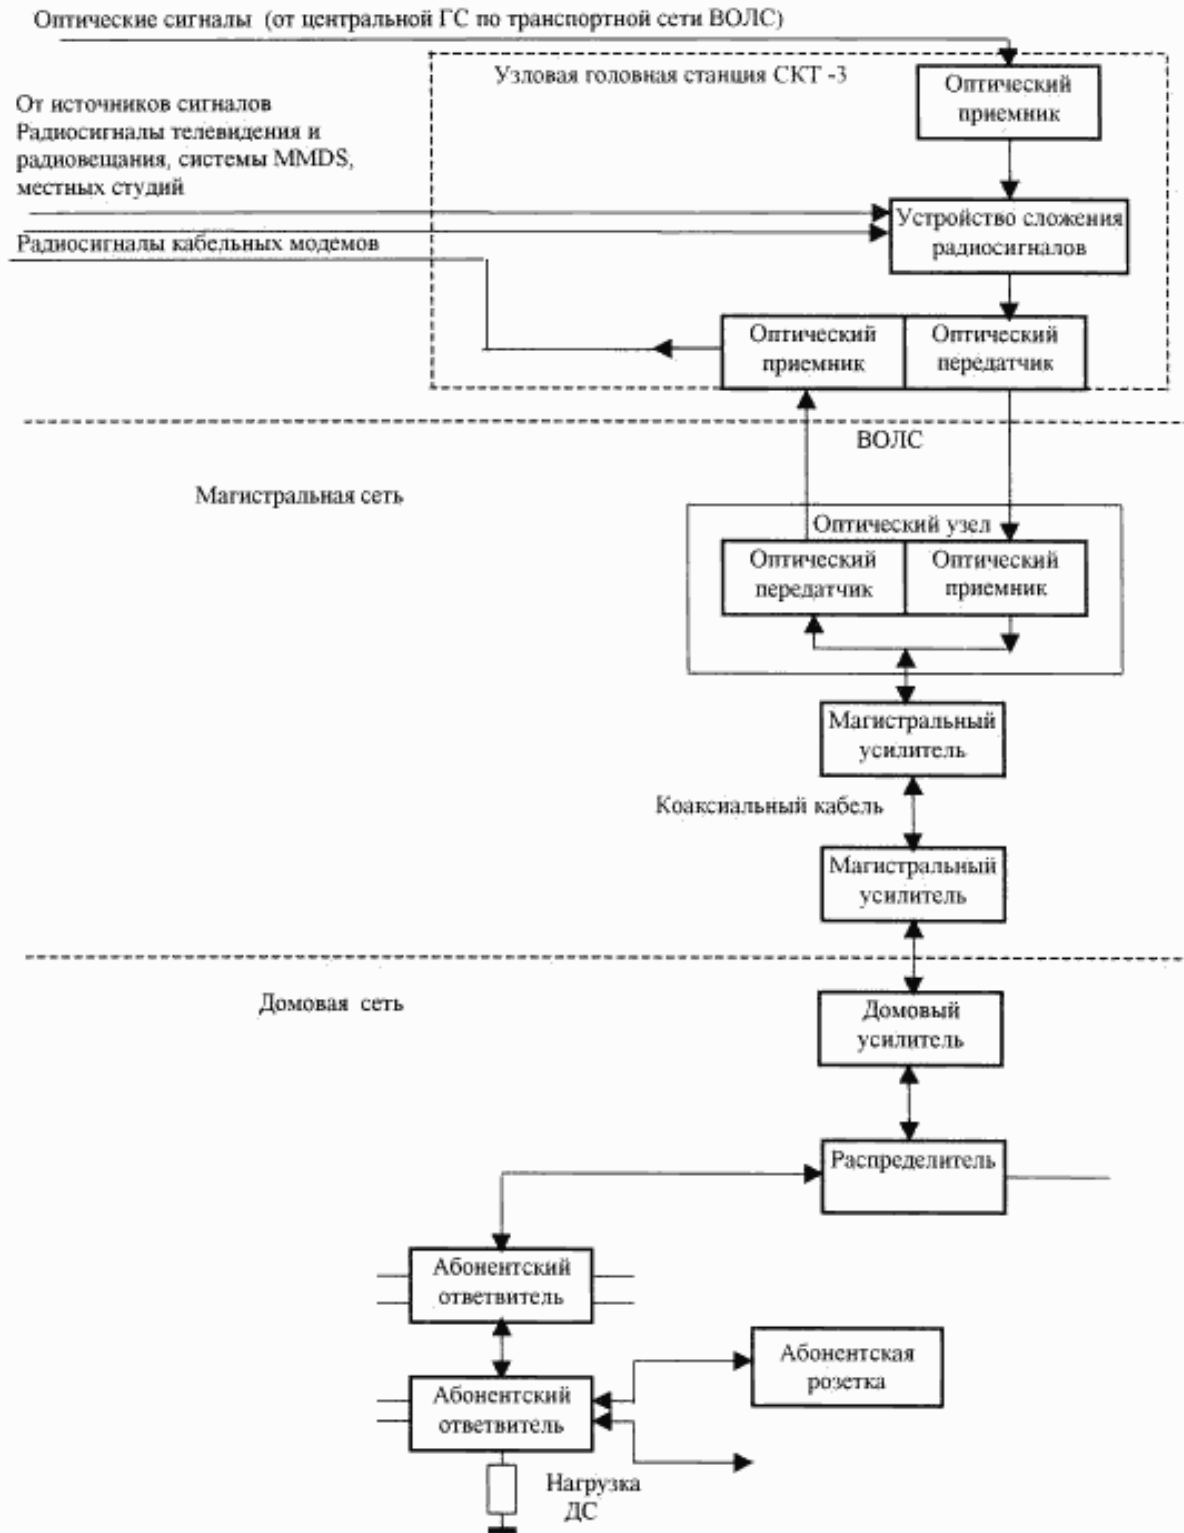 Оптические сигналы (от центральной ГС по транспортной сети ВОЛС)
Узловая головная станция СКТ -3
Оптический
приемник
От источников сигналов
Радиосигналы телевидения и
радиовещания, системы MMDS,
местных студий
Устройство сложения
радиосигналов
Радиосигналы кабельных модемов
Оптический
приемник
Оптический
передатчик
ВОЛС
Магистральная сеть
Оптический узел
Оптический
передатчик
Оптический
приемник
Магистральный
усилитель
Коаксиальный кабель
Магистральный
усилитель
Домовая сеть
Домовый
усилитель
Распределитель
Абонентский
ответвитель
Абонентская
розетка
Абонентский
ответвитель
Нагрузка
ДС